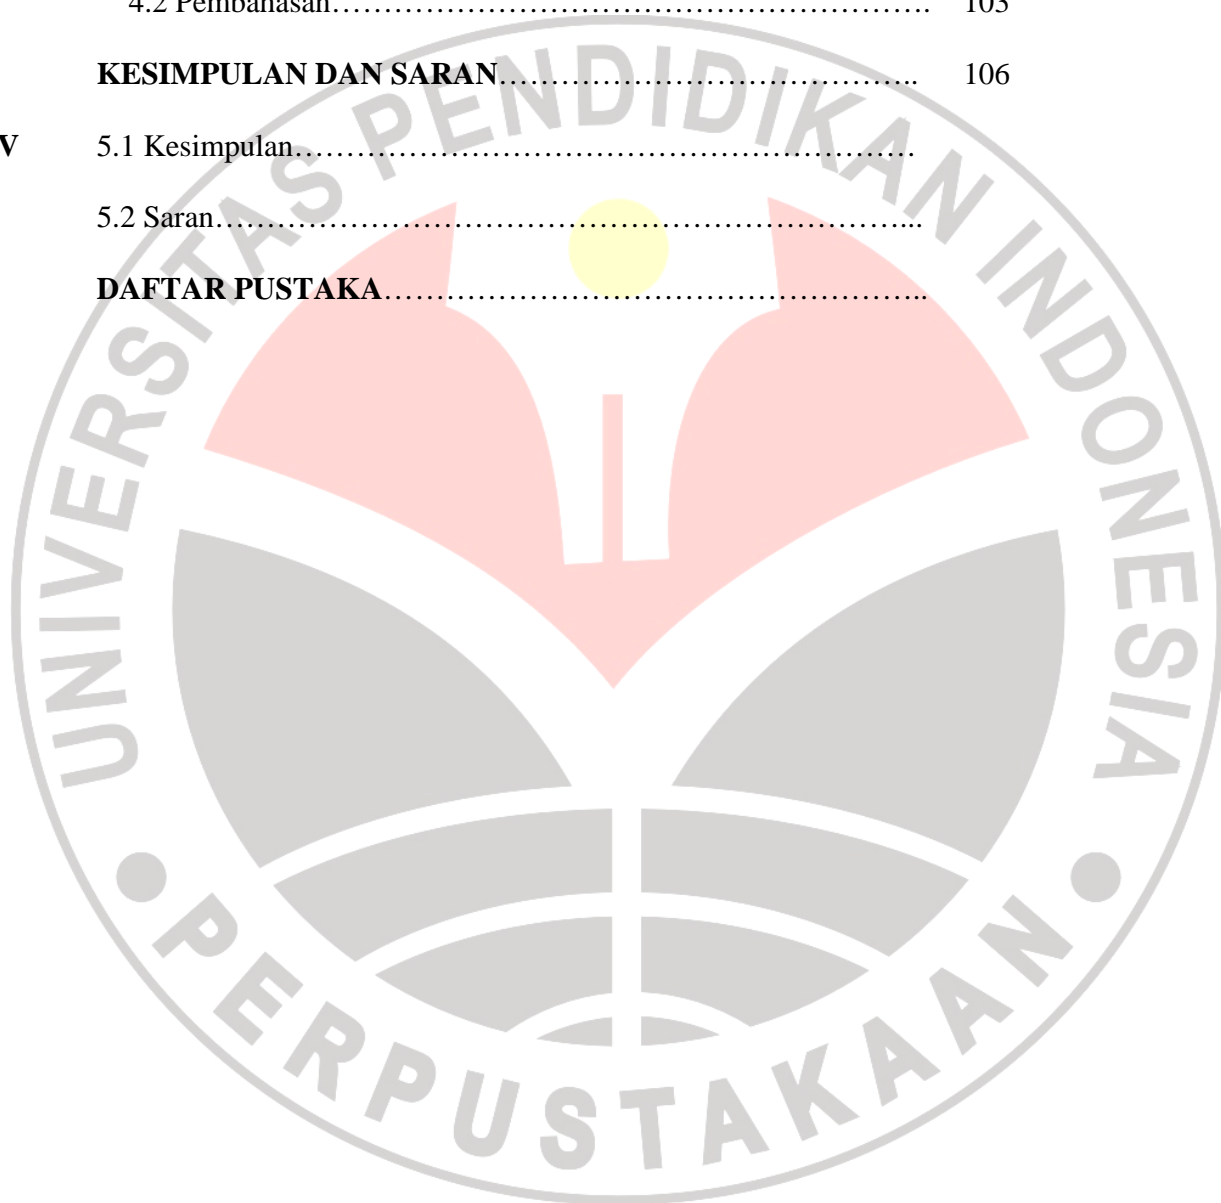 4.2 Pembahasan…………………………………………………. 103
KESIMPULAN DAN SARAN………………………………….. 106
V 5.1 Kesimpulan…………………………………………………….
5.2 Saran…………………………………………………………...
DAFTAR PUSTAKA……………………………………………..
UNIVERSITAS PENDIDIKAN INDONESIA
PERPUSTAKAAN